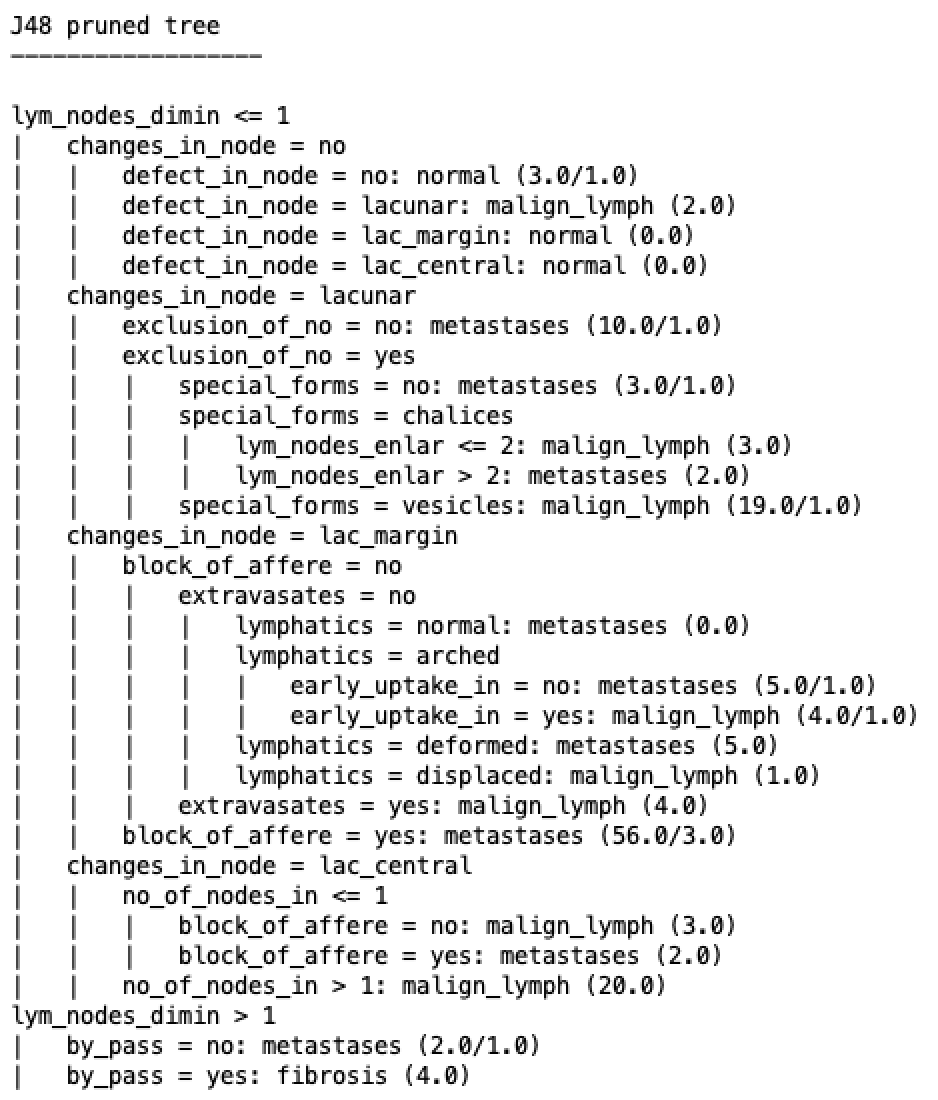 J48 pruned tree
------------------
lym_nodes_dimin <= 1
|   changes_in_node = no
|   |   defect_in_node = no: normal (3.0/1.0)
|   |   defect_in_node = lacunar: malign_lymph (2.0)
|   |   defect_in_node = lac_margin: normal (0.0)
|   |   defect_in_node = lac_central: normal (0.0)
|   changes_in_node = lacunar
|   |   exclusion_of_no = no: metastases (10.0/1.0)
|   |   exclusion_of_no = yes
|   |   |   special_forms = no: metastases (3.0/1.0)
|   |   |   special_forms = chalices
|   |   |   |   lym_nodes_enlar <= 2: malign_lymph (3.0)
|   |   |   |   lym_nodes_enlar > 2: metastases (2.0)
|   |   |   special_forms = vesicles: malign_lymph (19.0/1.0)
|   changes_in_node = lac_margin
|   |   block_of_affere = no
|   |   |   extravasates = no
|   |   |   |   lymphatics = normal: metastases (0.0)
|   |   |   |   lymphatics = arched
|   |   |   |   |   early_uptake_in = no: metastases (5.0/1.0)
|   |   |   |   |   early_uptake_in = yes: malign_lymph (4.0/1.0)
|   |   |   |   lymphatics = deformed: metastases (5.0)
|   |   |   |   lymphatics = displaced: malign_lymph (1.0)
|   |   |   extravasates = yes: malign_lymph (4.0)
|   |   block_of_affere = yes: metastases (56.0/3.0)
|   changes_in_node = lac_central
|   |   no_of_nodes_in <= 1
|   |   |   block_of_affere = no: malign_lymph (3.0)
|   |   |   block_of_affere = yes: metastases (2.0)
|   |   no_of_nodes_in > 1: malign_lymph (20.0)
lym_nodes_dimin > 1
|   by_pass = no: metastases (2.0/1.0)
|   by_pass = yes: fibrosis (4.0)